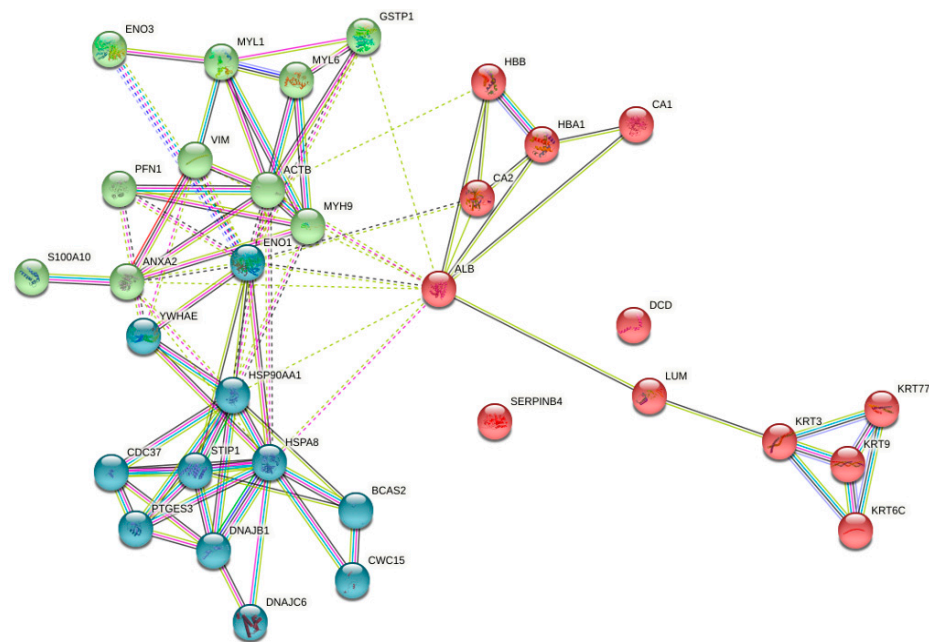 GSTP1
ENO3
MYL1
MYL6
HBB
CA1
HBA1
VIM
PFN1
ACTB
CA2
MYH9
ENO1
S100A10
ANXA2
ALB
DCD
YWHAE
HSP90AA1
LUM
KRT77
SERPINB4
KRT3
KRT9
CDC37
STIP1
HSPA8
BCAS2
KRT6C
PTGES3
DNAJB1
CWC15
DNAJC6